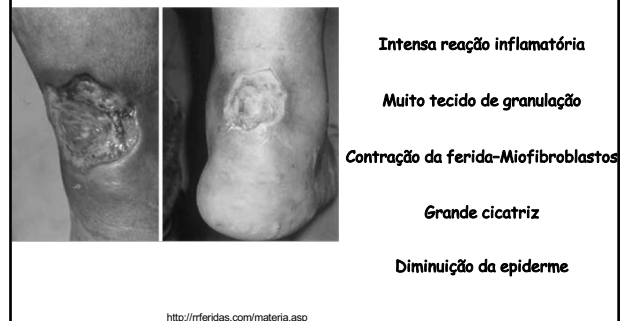 Intensa reação inflamatória
Muito tecido de granulação
Contração da ferida-Miofibroblastos
Grande cicatriz
Diminuição da epiderme
http://rrferidas.com/materia.asp